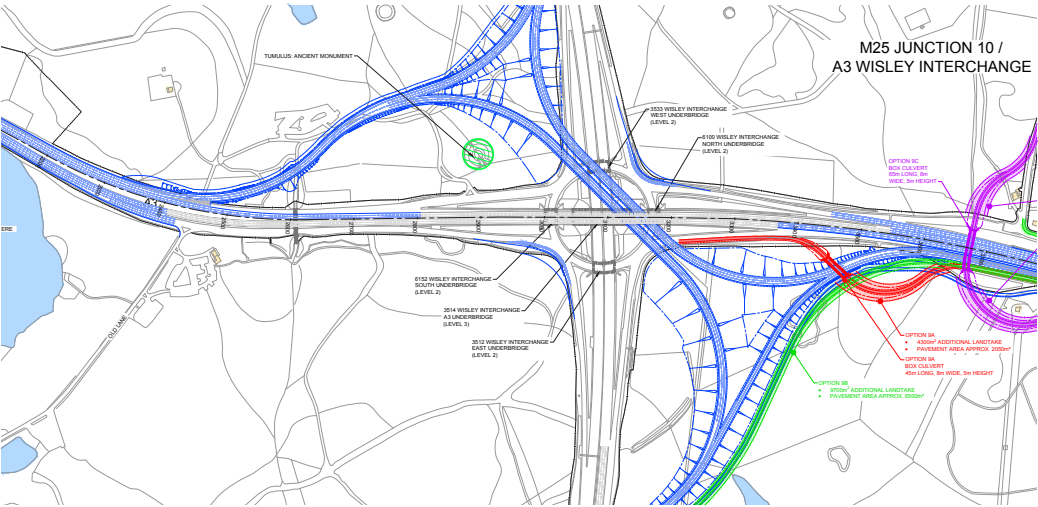 M25 JUNCTION 10 /
A3 WISLEY INTERCHANGE
TUMULUS: ANCIENT MONUMENT
3533 WISLEY INTERCHANGE
WEST UNDERBRIDGE
(LEVEL 2)
6100 WISLEY INTERCHANGE
NORTH UNDERBRIDGE
(LEVEL 2)
OPTION 9C
BOX CULVERT
65m LONG, 8m
WIDE, 5m HEIGHT
A3
ERE
6152 WISLEY INTERCHANGE
SOUTH UNDERBRIDGE
(LEVEL 2)
3514 WISLEY INTERCHANGE
A3 UNDERBRIDGE
(LEVEL 3)
3512 WISLEY INTERCHANGE
EAST UNDERBRIDGE
(LEVEL 2)
OLD LANE
OPTION 9A
• 4300m² ADDITIONAL LANDTAKE
• PAVEMENT AREA APPROX. 2050m²
OPTION 9A
BOX CULVERT
45m LONG, 8m WIDE, 5m HEIGHT
OPTION 9B
• 9700m² ADDITIONAL LANDTAKE
• PAVEMENT AREA APPROX. 6500m²